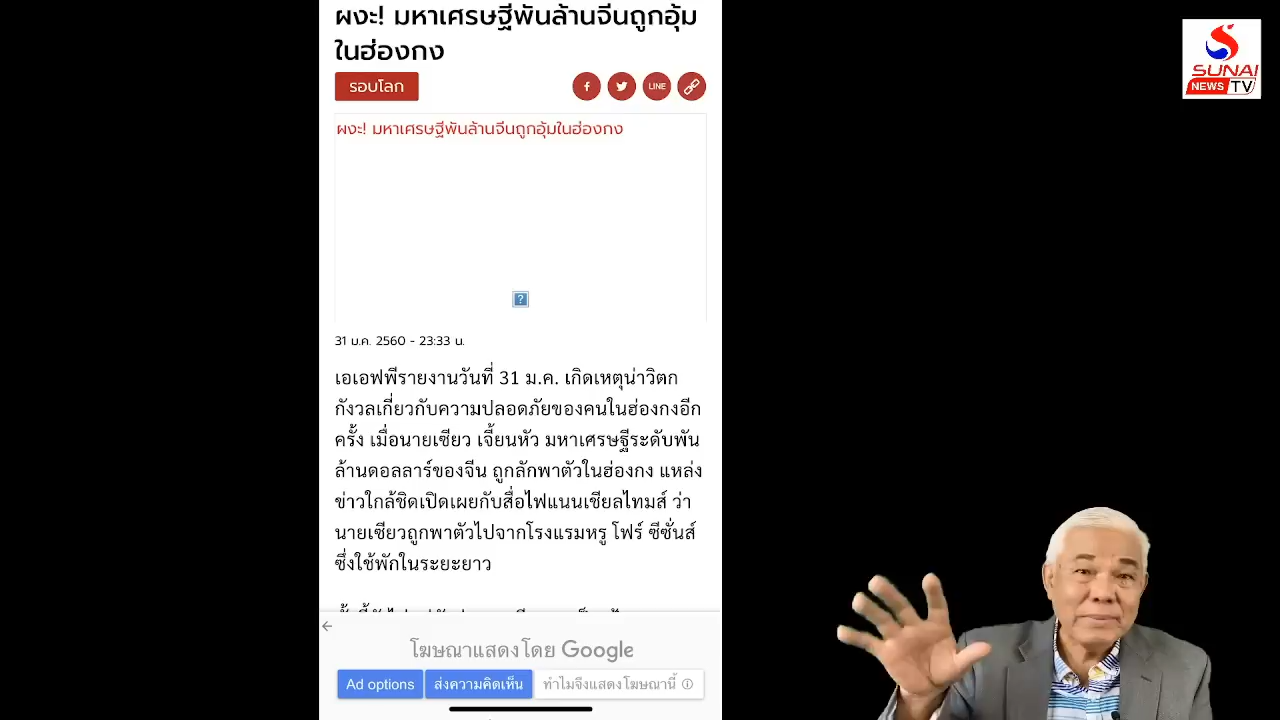 ผงะ! มหาเศรษฐีพันล้านจีนถูกอุ้ม
ในฮ่องกง
รอบโลก
LINE
SUNAI
NEWS TV
ผงะ! มหาเศรษฐีพันล้านจีนถูกอุ้มในฮ่องกง
31 ม.ค. 2560 - 23:33 น.
เอเอฟพีรายงานวันที่ 31 ม.ค. เกิดเหตุน่าวิตก
กังวลเกี่ยวกับความปลอดภัยของคนในฮ่องกงอีก
ครั้ง เมื่อนายเซียว เจี้ยนหัว มหาเศรษฐีระดับพัน
ล้านดอลลาร์ของจีน ถูกลักพาตัวในฮ่องกง แหล่ง
ข่าวใกล้ชิดเปิดเผยกับสื่อไฟแนนเชียลไทมส์ ว่า
นายเซียวถูกพาตัวไปจากโรงแรมหรู โฟร์ ซีซั่นส์
ซึ่งใช้พักในระยะยาว
โฆษณาแสดงโดย Google
Ad options
ส่งความคิดเห็น
ทำไมจึงแสดงโฆษณานี้